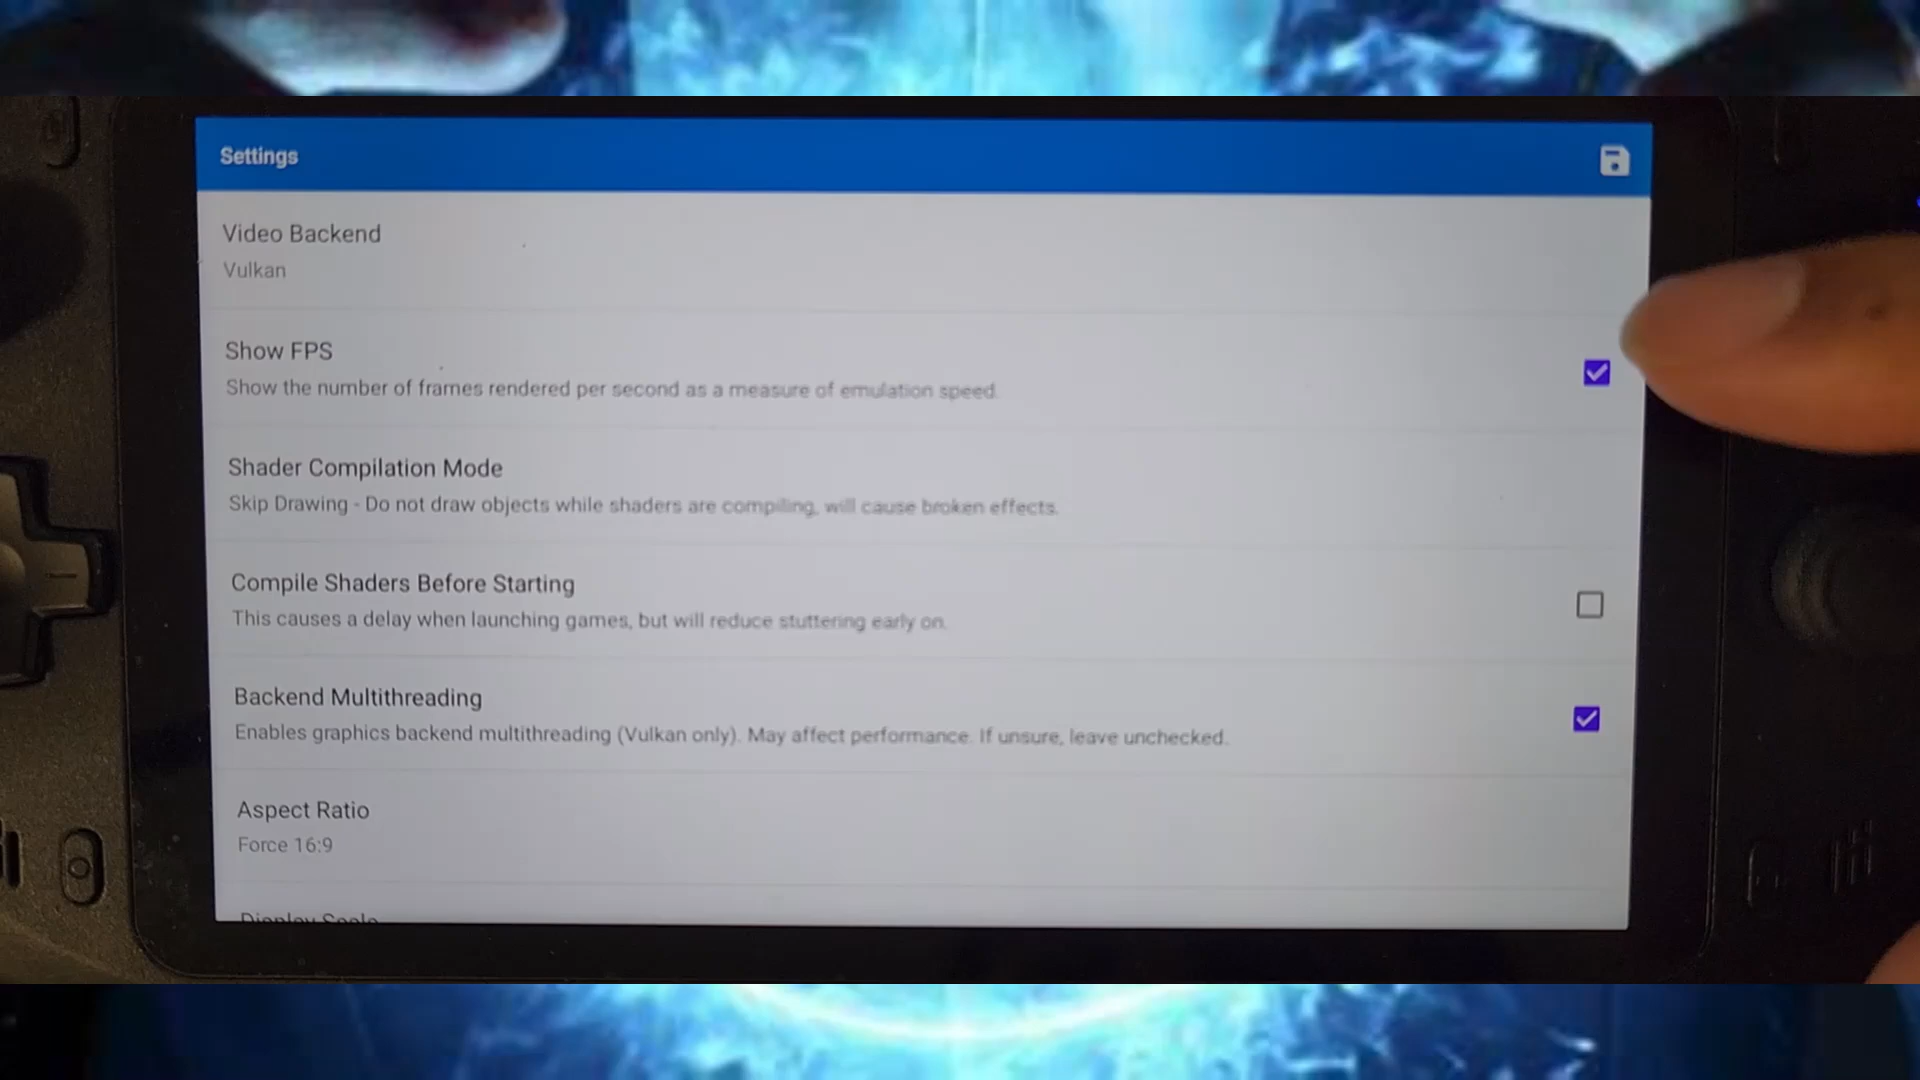 Settings
Video Backend
Vulkan
Show FPS
Show the number of frames rendered per second as a measure of emulation speed.
Shader Compilation Mode
Skip Drawing - Do not draw objects while shaders are compiling, will cause broken effects.
Compile Shaders Before Starting
This causes a delay when launching games, but will reduce stuttering early on.
Backend Multithreading
Enables graphics backend multithreading (Vulkan only). May affect performance. If unsure, leave unchecked.
Aspect Ratio
Force 16:9
Display Scale